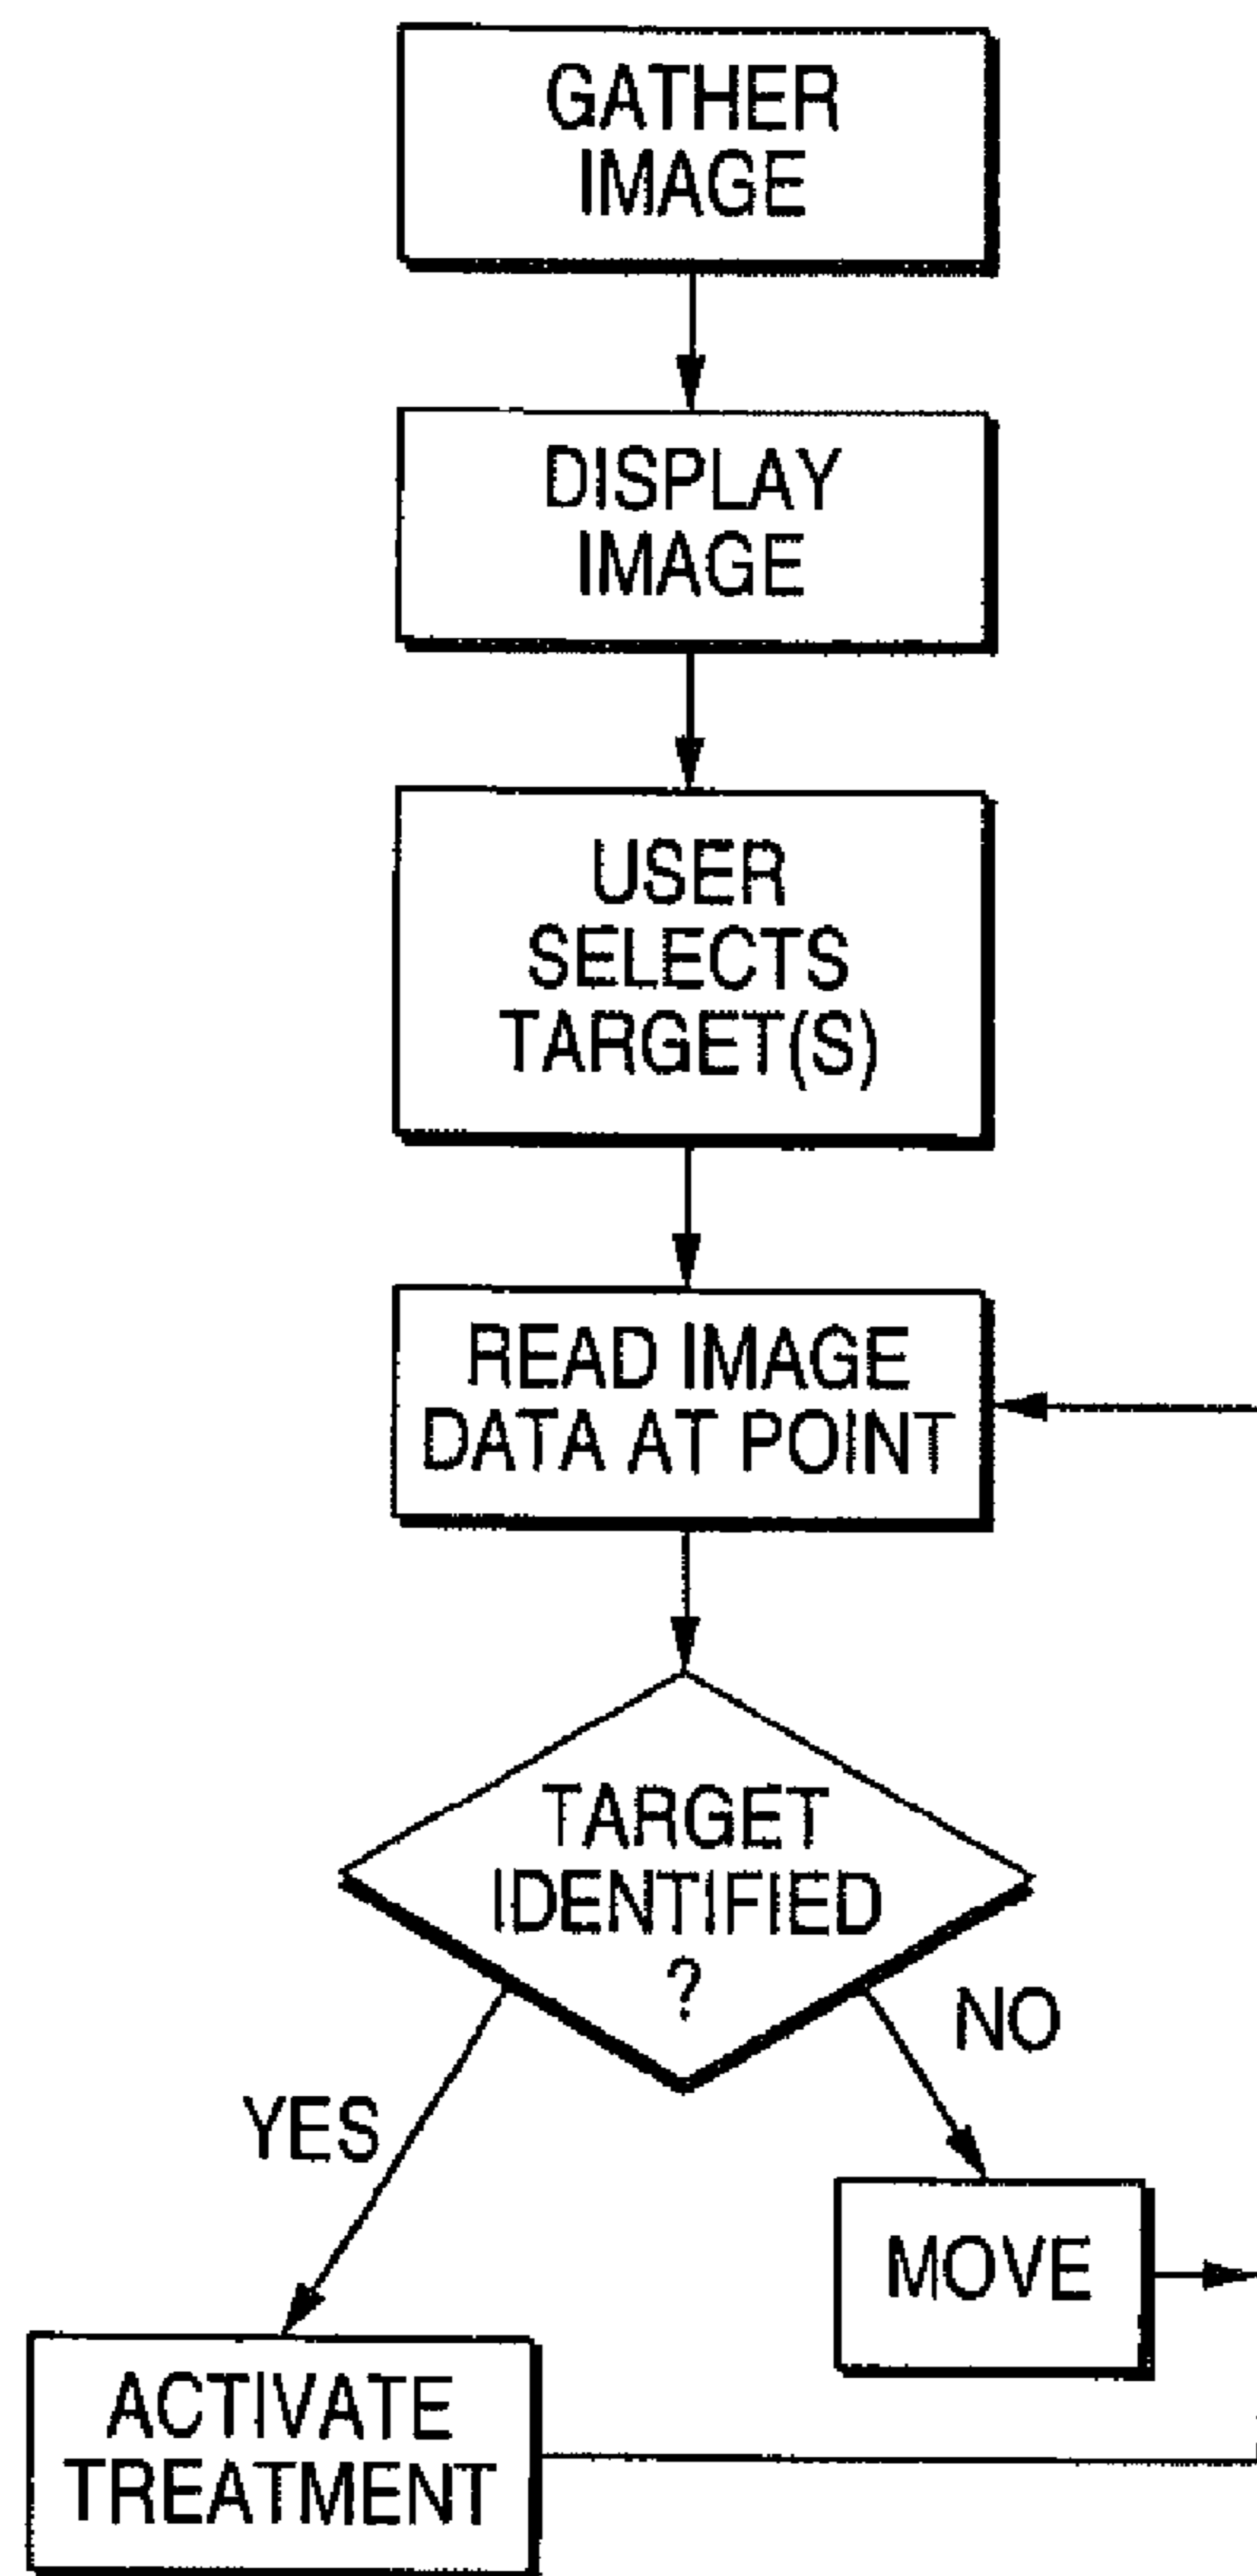 GATHER
IMAGE
DISPLAY
IMAGE
USER
SELECTS
TARGET(S)
READ IMAGE
DATA AT POINT
TARGET
IDENTIFIED
?
NO
YES
MOVE
ACTIVATE
TREATMENT